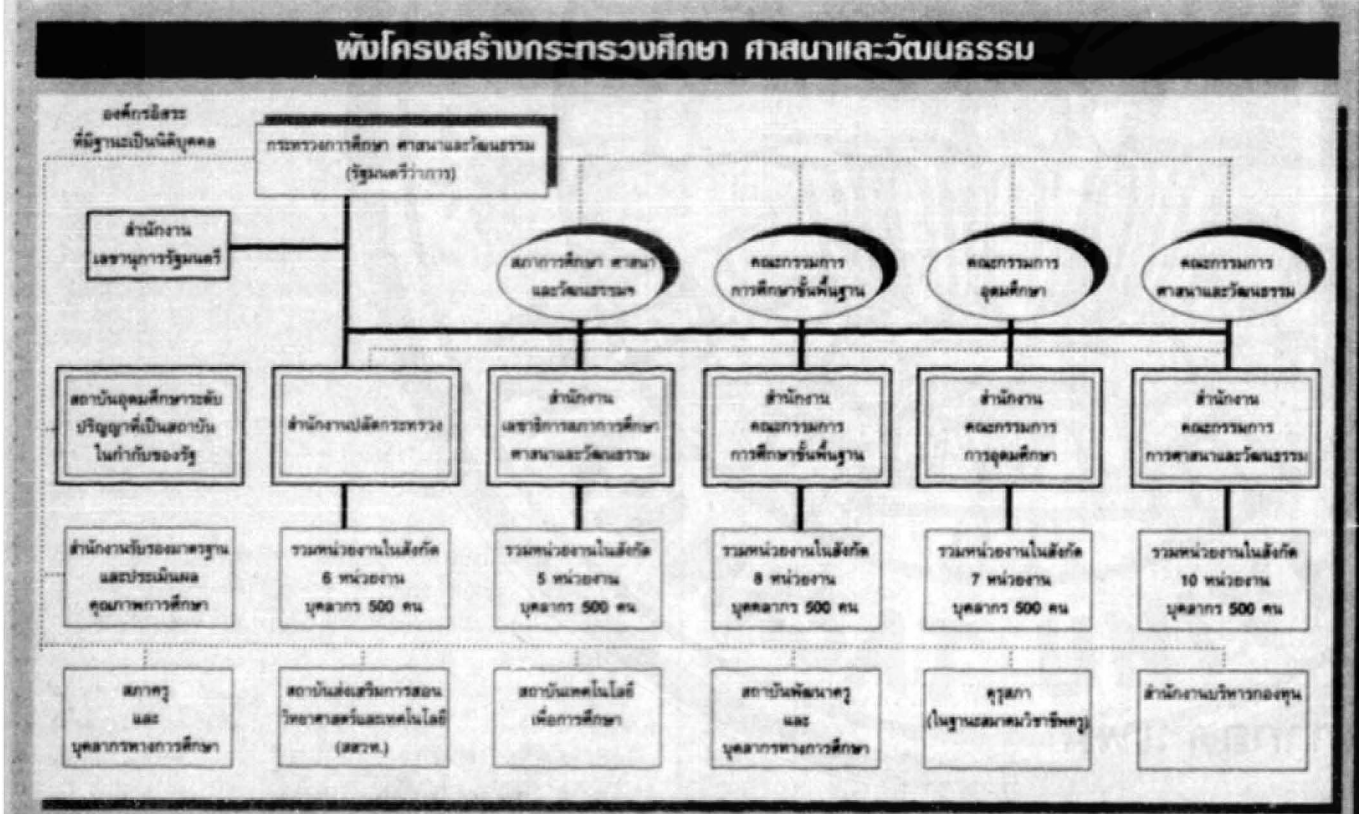 ผังโครงสร้างกระทรวงศึกษา ศาสนาและวัฒนธรรม
องค์กรอิสระ
ที่มีฐานะเป็นนิติบุคคล
กระทรวงการศึกษา ศาสนาและวัฒนธรรม
(รัฐมนตรีว่าการ)
สำนักงาน
เลขานุการรัฐมนตรี
สภาการศึกษา ศาสนา
และวัฒนธรรมฯ
คณะกรรมการ
การศึกษาขั้นพื้นฐาน
คณะกรรมการ
อุดมศึกษา
คณะกรรมการ
ศาสนาและวัฒนธรรม
สถาบันอุดมศึกษาระดับ
ปริญญาที่เป็นสถาบัน
ในกำกับของรัฐ
สำนักงานปลัดกระทรวง
สำนักงาน
เลขาธิการสภาการศึกษา
ศาสนาและวัฒนธรรม
สำนักงาน
คณะกรรมการ
การศึกษาขั้นพื้นฐาน
สำนักงาน
คณะกรรมการ
การอุดมศึกษา
สำนักงาน
คณะกรรมการ
การศาสนาและวัฒนธรรม
สำนักงานรับรองมาตรฐาน
และประเมินผล
คุณภาพการศึกษา
รวมหน่วยงานในสังกัด
6 หน่วยงาน
บุคลากร 500 คน
รวมหน่วยงานในสังกัด
5 หน่วยงาน
บุคลากร 500 คน
รวมหน่วยงานในสังกัด
8 หน่วยงาน
บุคคลากร 500 คน
รวมหน่วยงานในสังกัด
7 หน่วยงาน
บุคลากร 500 คน
รวมหน่วยงานในสังกัด
10 หน่วยงาน
บุคลากร 500 คน
สภาครู
และ
บุคลากรทางการศึกษา
สถาบันส่งเสริมการสอน
วิทยาศาสตร์และเทคโนโลยี
(สสวท.)
สถาบันเทคโนโลยี
เพื่อการศึกษา
สถาบันพัฒนาครู
และ
บุคลากรทางการศึกษา
คุรุสภา
(ในฐานะสมาคมวิชาชีพครู)
สำนักงานบริหารกองทุน